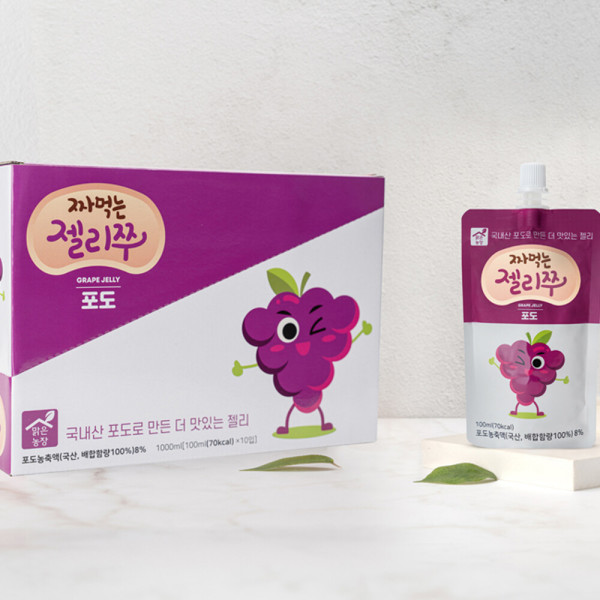 짜먹는
젤리쭈
GRAPE JELLY
포도
맑은
농장
국내산 포도로 만든 더 맛있는 젤리
1000ml[100ml(70kcal) ×10입]
포도농축액(국산, 배합함량100%)8%
맑은
농장
국내산 포도로 만든 더 맛있는 젤리
짜먹는
젤리쭈
GRAPE JELLY
포도
100ml(70kcal)
포도농축액(국산, 배합함량100%)8%